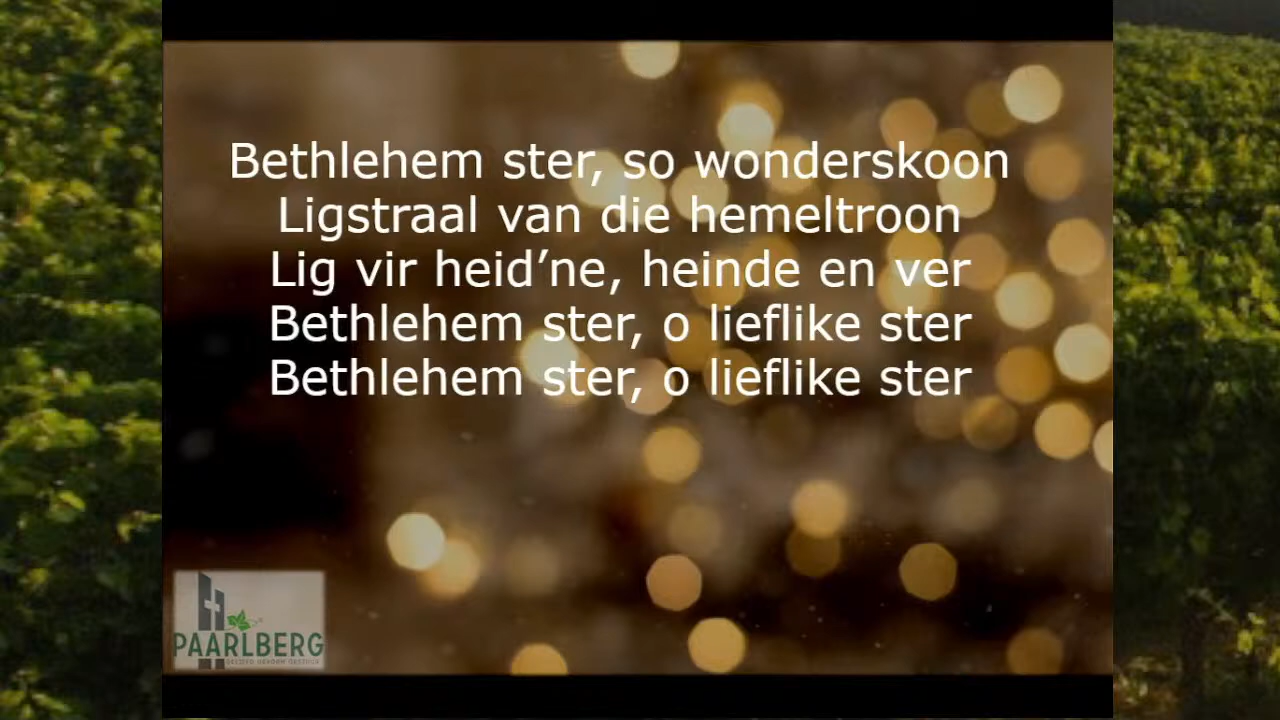 Bethlehem ster, so wonderskoon
Ligstraal van die hemeltroon
Lig vir heid’ne, heinde en ver
Bethlehem ster, o lieflike ster
Bethlehem ster, o lieflike ster
PAARLBERG